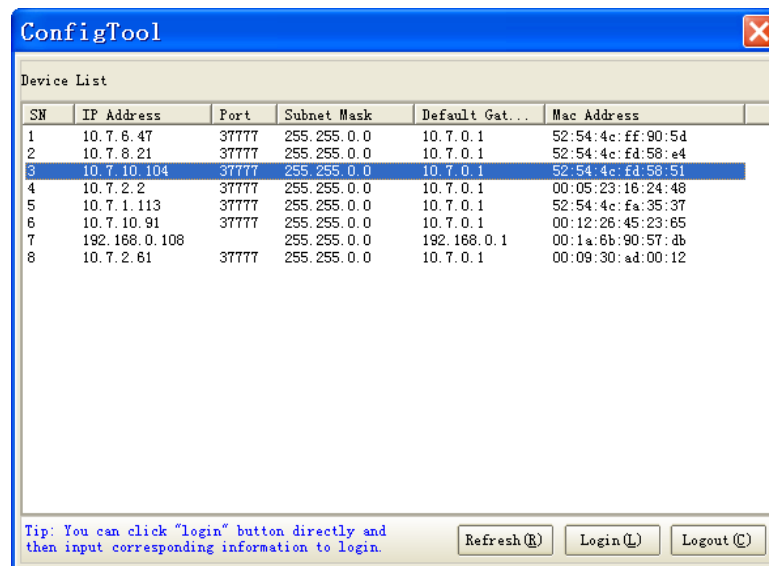 ConfigTool
Device List
SN IP Address Port Subnet Mask Default Gat... Mac Address
1 10.7.6.47 37777 255.255.0.0 10.7.0.1 52:54:4c:ff:90:5d
2 10.7.8.21 37777 255.255.0.0 10.7.0.1 52:54:4c:fd:58:e4
3 10.7.10.104 37777 255.255.0.0 10.7.0.1 52:54:4c:fd:58:51
4 10.7.2.2 37777 255.255.0.0 10.7.0.1 00:05:23:16:24:48
5 10.7.1.113 37777 255.255.0.0 10.7.0.1 52:54:4c:fa:35:37
6 10.7.10.91 37777 255.255.0.0 10.7.0.1 00:12:26:45:23:65
7 192.168.0.108 255.255.0.0 192.168.0.1 00:1a:6b:90:57:db
8 10.7.2.61 37777 255.255.0.0 10.7.0.1 00:09:30:ad:00:12
Tip: You can click "login" button directly and
then input corresponding information to login.
Refresh(R) Login(L) Logout(C)